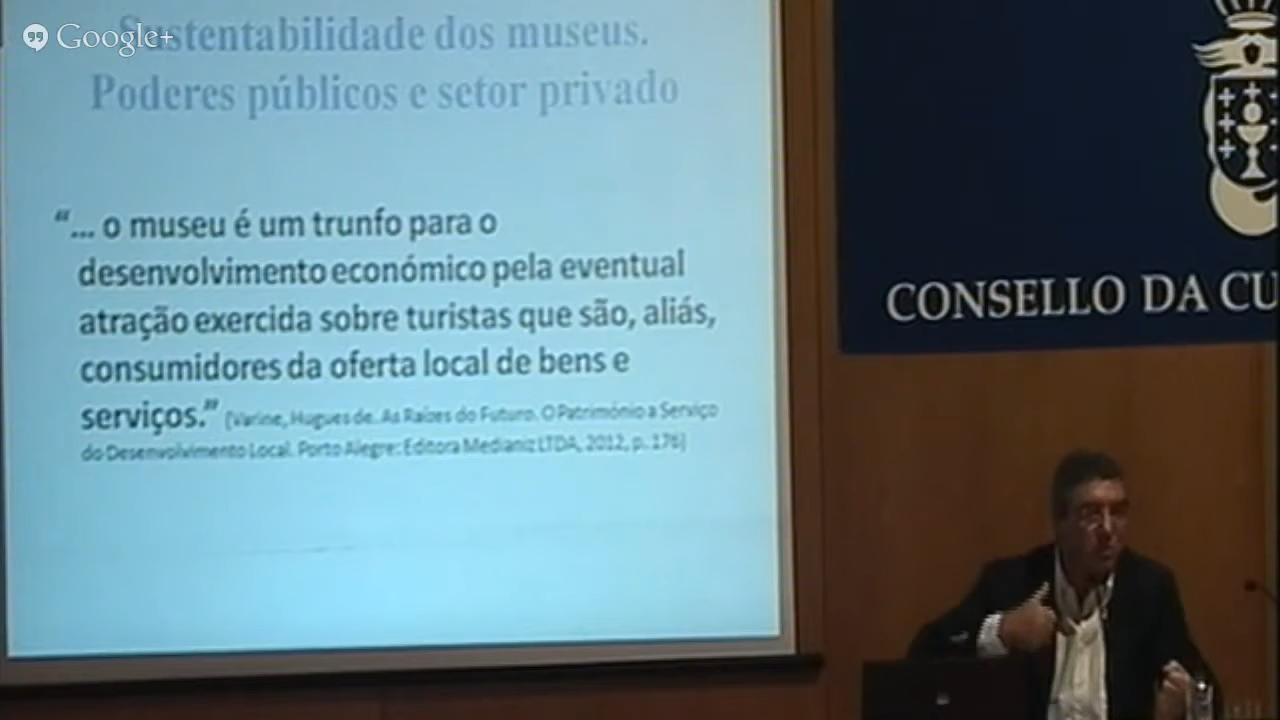 Google+
Sustentabilidade dos museus.
Poderes públicos e setor privado
“... o museu é um trunfo para o
desenvolvimento económico pela eventual
atração exercida sobre turistas que são, aliás,
consumidores da oferta local de bens e
serviços.” (Varine, Hugues de. As Raízes do Futuro. O Património a Serviço
do Desenvolvimento Local. Porto Alegre: Editora Medianiz LTDA, 2012, p. 176)
CONSELLO DA CU